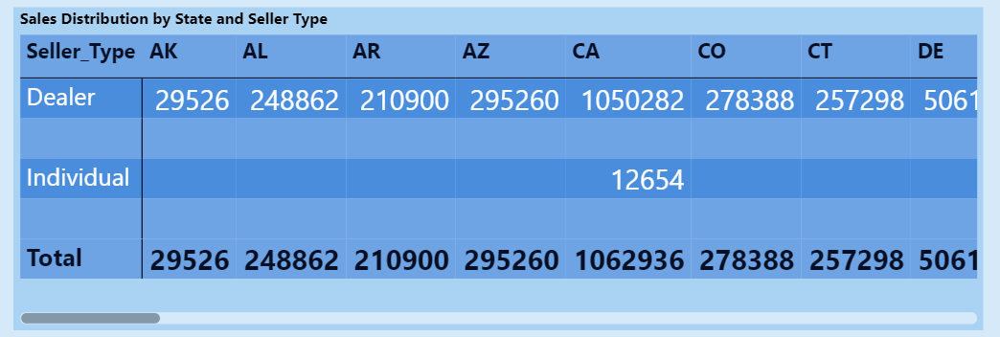 Sales Distribution by State and Seller Type
Seller_Type AK AL AR AZ CA CO CT DE
Dealer 29526 248862 210900 295260 1050282 278388 257298 5061
Individual 12654
Total 29526 248862 210900 295260 1062936 278388 257298 5061